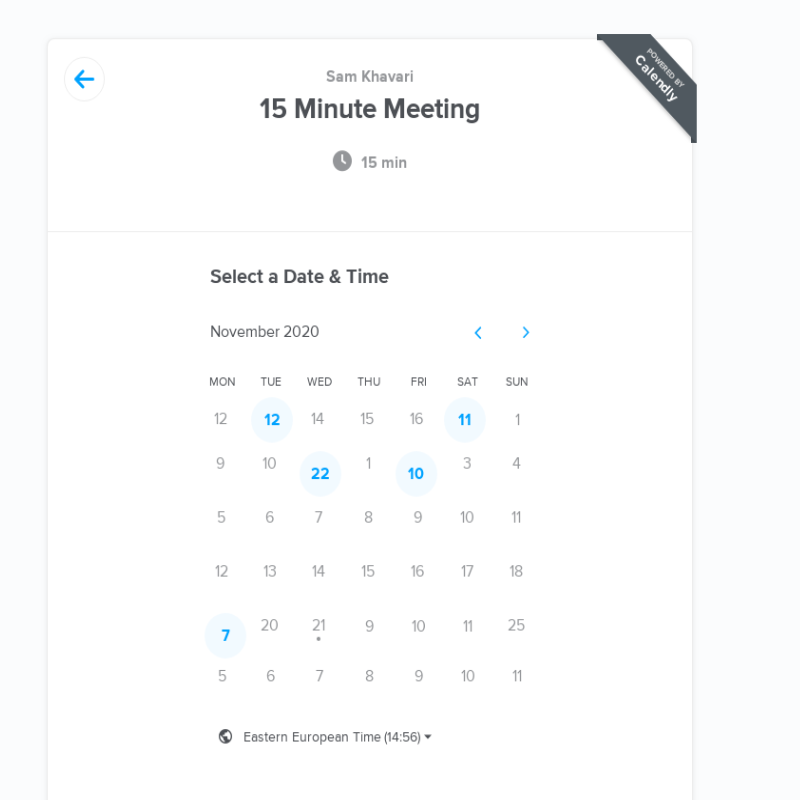 POWERED BY
Calendly
Sam Khavari
15 Minute Meeting
15 min
Select a Date & Time
November 2020
MON TUE WED THU FRI SAT SUN
12 12 14 15 16 11 1
9 10 22 1 10 3 4
5 6 7 8 9 10 11
12 13 14 15 16 17 18
7 20 21 9 10 11 25
5 6 7 8 9 10 11
Eastern European Time (14:56)